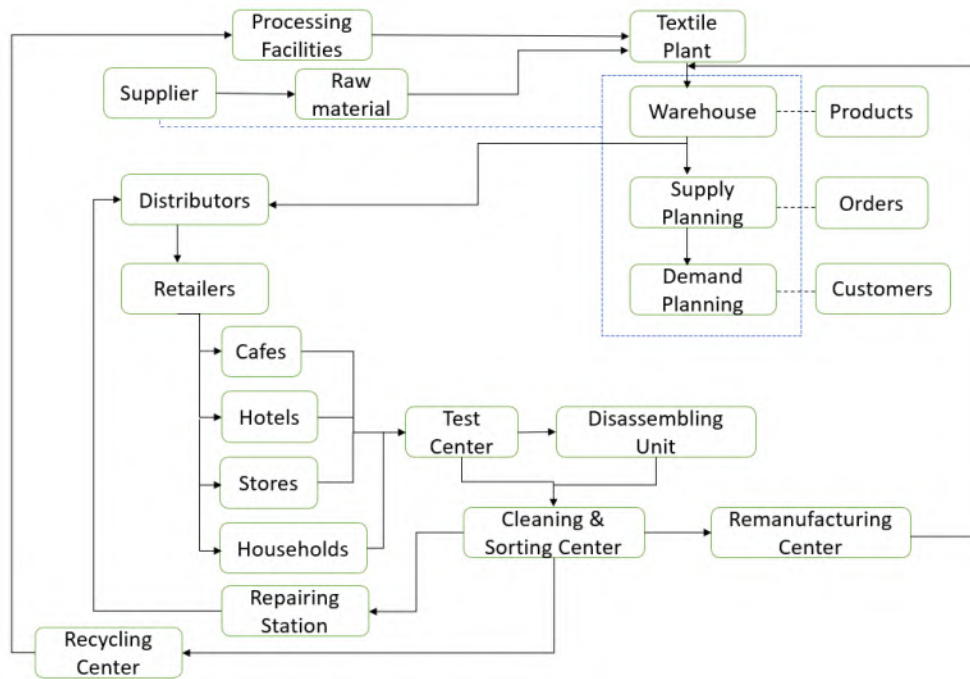 Processing
Facilities
Textile
Plant
Supplier
Raw
material
Warehouse
Products
Distributors
Supply
Planning
Orders
Retailers
Demand
Planning
Customers
Cafes
Hotels
Test
Center
Disassembling
Unit
Stores
Cleaning &
Sorting Center
Remanufacturing
Center
Households
Repairing
Station
Recycling
Center